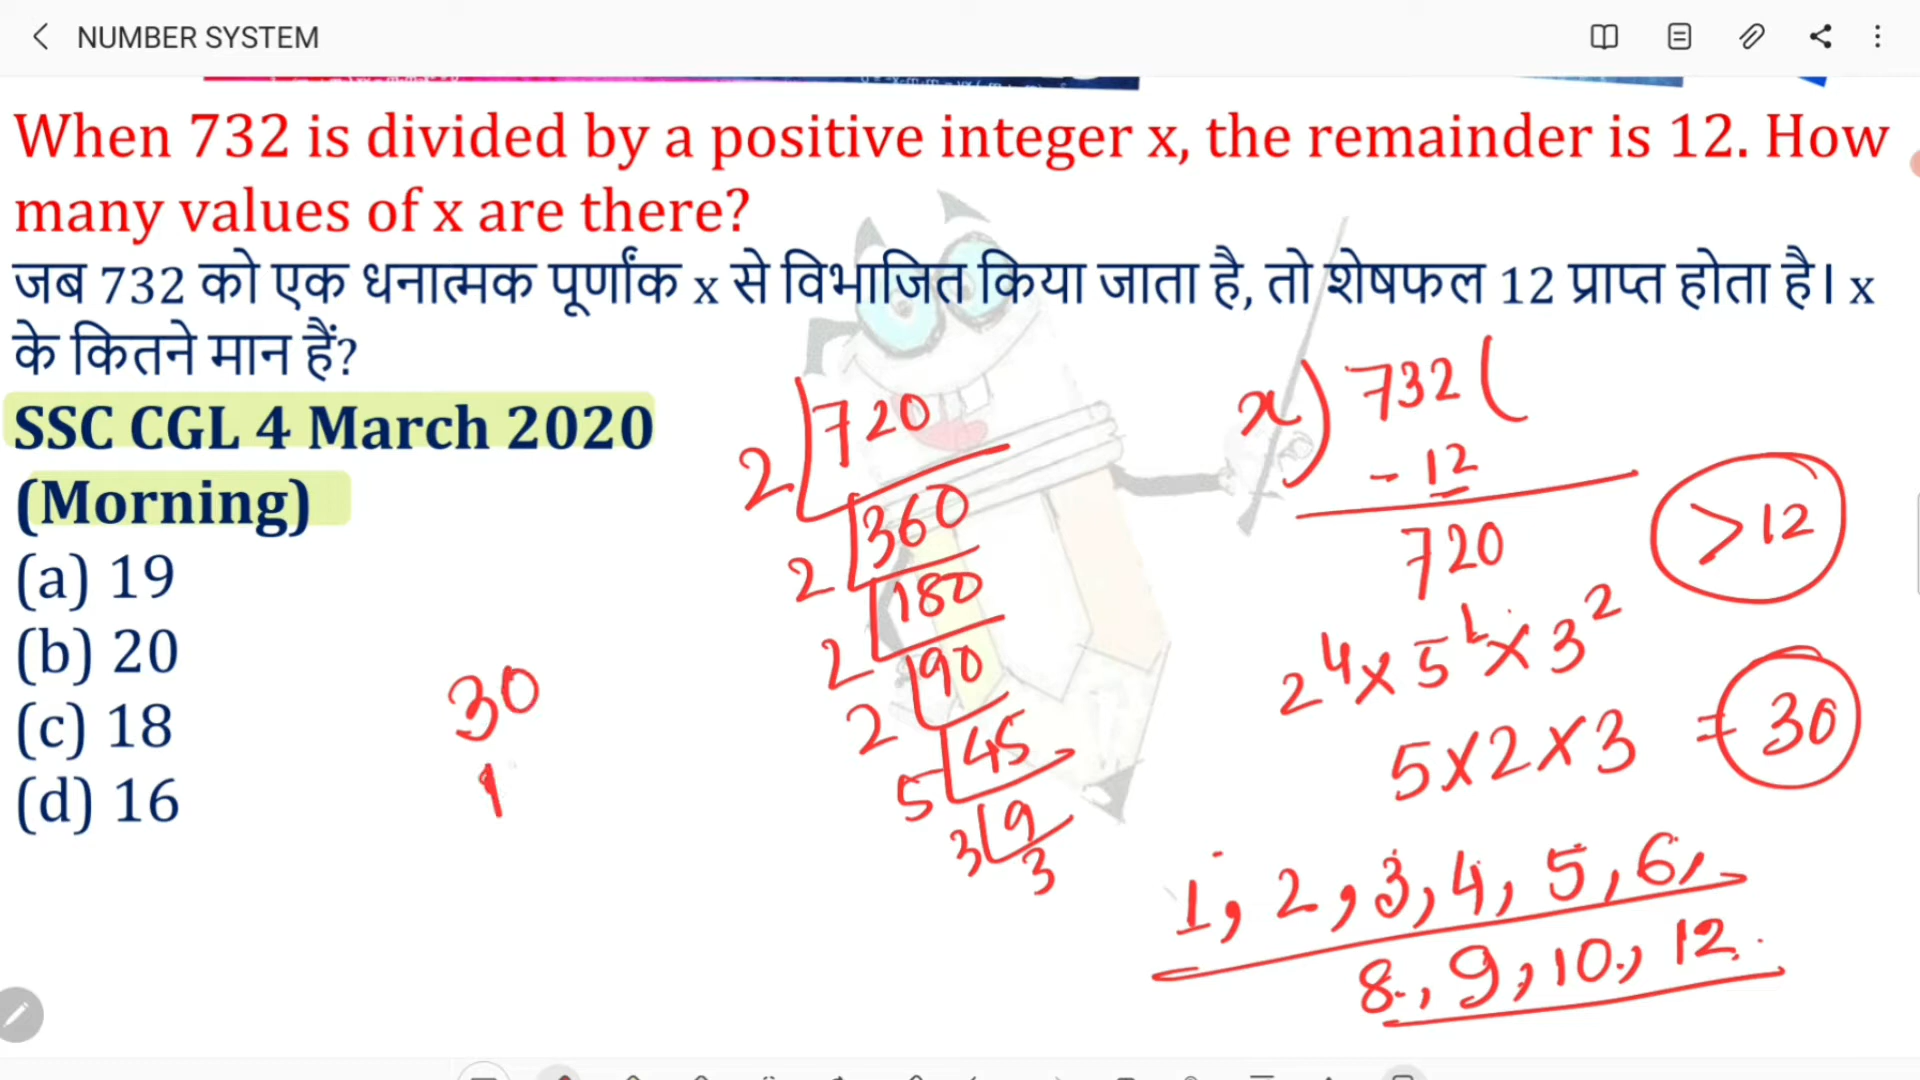 NUMBER SYSTEM
When 732 is divided by a positive integer x, the remainder is 12. How
many values of x are there?
जब 732 को एक धनात्मक पूर्णांक x से विभाजित किया जाता है, तो शेषफल 12 प्राप्त होता है। x
के कितने मान हैं?
SSC CGL 4 March 2020
(Morning)
(a) 19
(b) 20
(c) 18
(d) 16
30
1
2 720
2 360
2 180
2 90
2 45
5 9
3 3
x) 732 (
- 12
720
> 12
2⁴ × 5¹ × 3²
5 × 2 × 3 = 30
1, 2, 3, 4, 5, 6,
8, 9, 10, 12